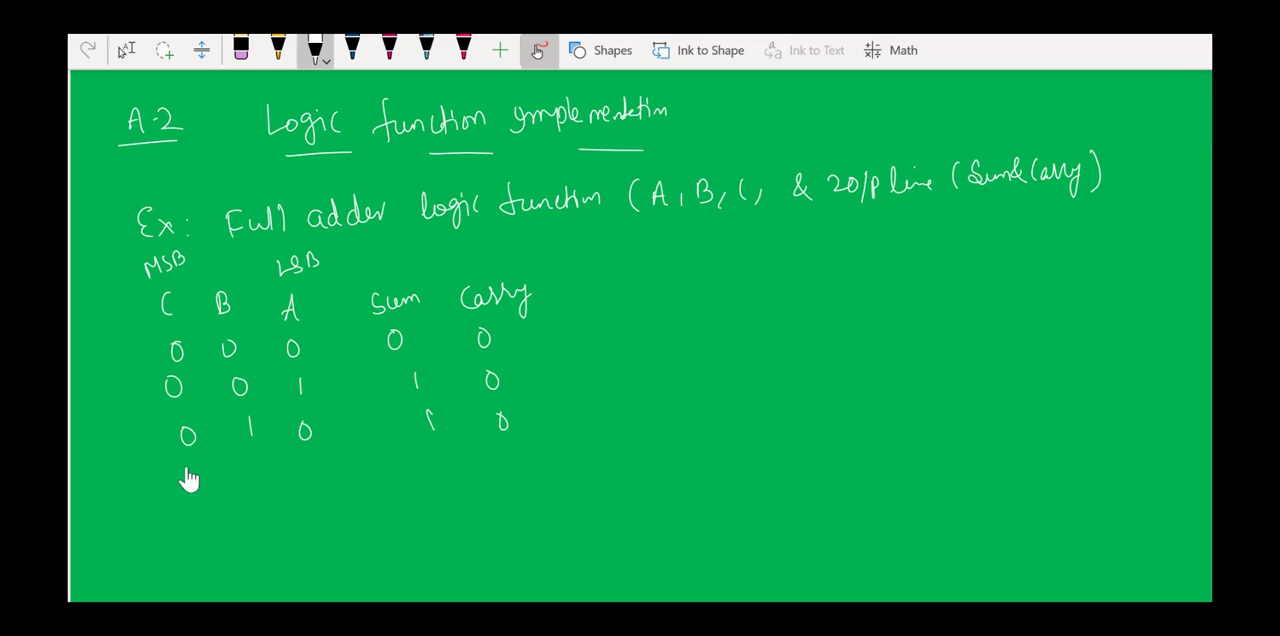 Shapes Ink to Shape Ink to Text Math
A-2 Logic function Implementation
Ex: Full adder logic function (A, B, C, & 2 o/p line (Sum & Carry)
MSB LSB
C B A Sum Carry
0 0 0 0 0
0 0 1 1 0
0 1 0 1 0